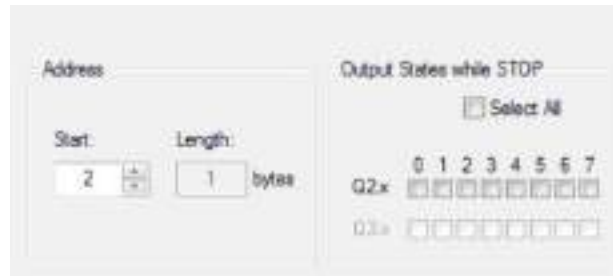 Address
Start:
Length:
2
1
bytes
Output States while STOP
Select All
0 1 2 3 4 5 6 7
Q2.x
Q3.x